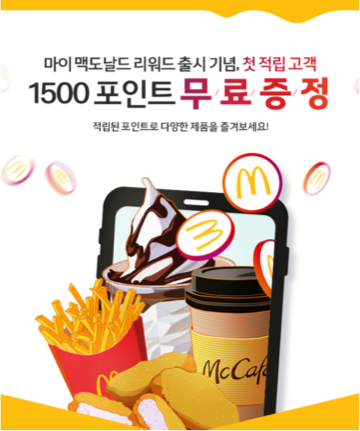 마이 맥도날드 리워드 출시 기념, 첫 적립 고객
1500 포인트 무/료/증/정
적립된 포인트로 다양한 제품을 즐겨보세요!
McCafé